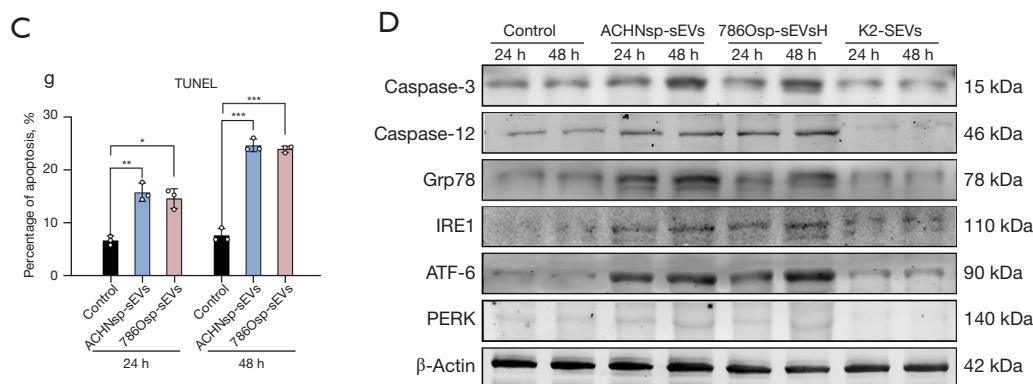 C
g
TUNEL
Percentage of apoptosis, %
30
20
10
0
***
***
*
**
Control
ACHNsp-sEVs
786Osp-sEVs
Control
ACHNsp-sEVs
786Osp-sEVs
24 h
48 h
D
Control ACHNsp-sEVs 786Osp-sEVsH K2-SEVs
24 h 48 h 24 h 48 h 24 h 48 h 24 h 48 h
Caspase-3 15 kDa
Caspase-12 46 kDa
Grp78 78 kDa
IRE1 110 kDa
ATF-6 90 kDa
PERK 140 kDa
β-Actin 42 kDa